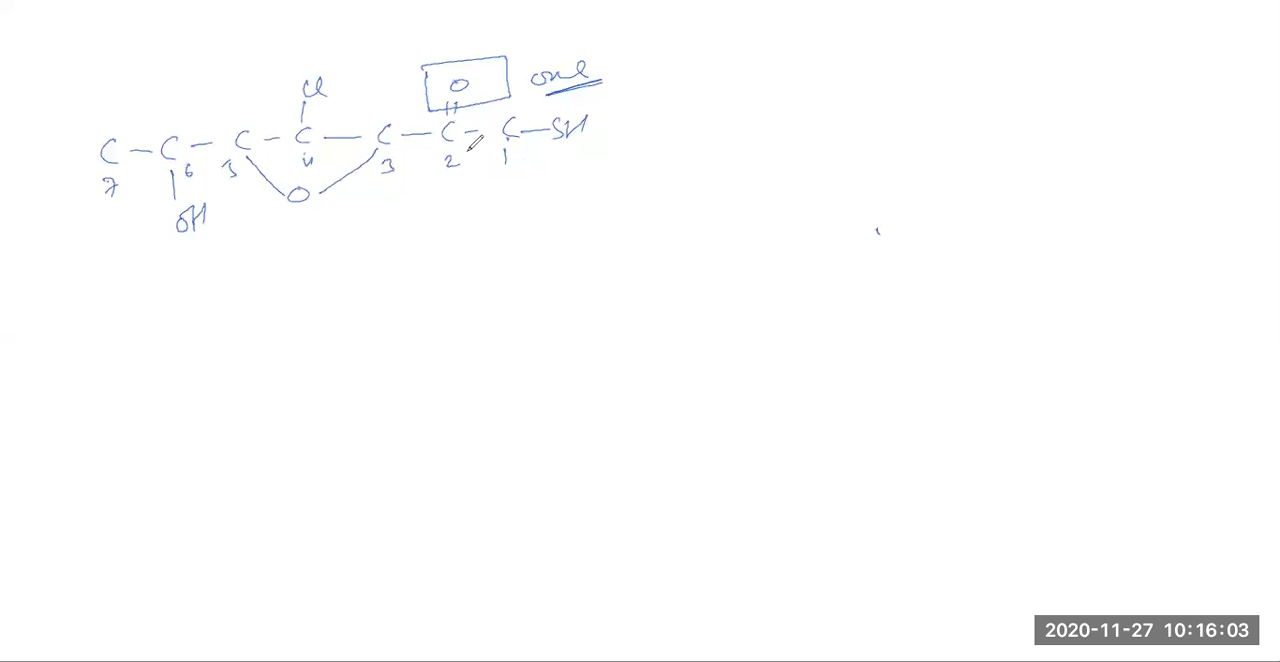 O one
Cl
C - C - C - C - C - C - C - SH
7 6 5 4 3 2 1
O
OH
2020-11-27 10:16:03